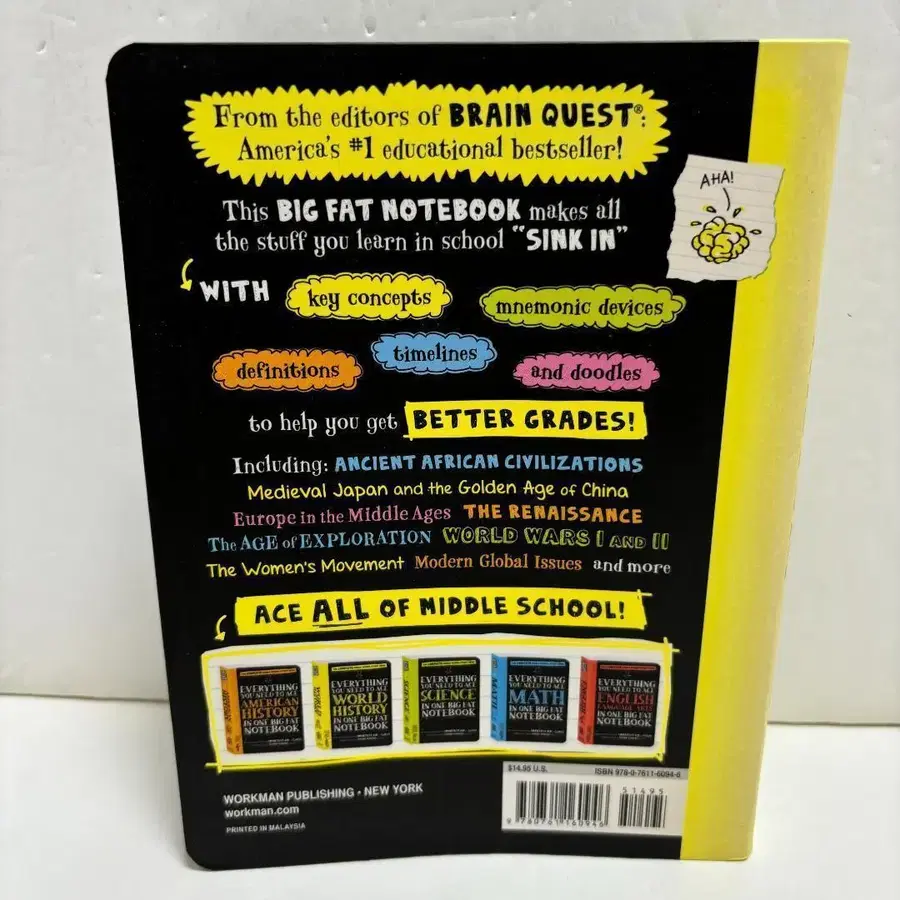 From the editors of BRAIN QUEST®:
America's #1 educational bestseller!
AHA!
This BIG FAT NOTEBOOK makes all
the stuff you learn in school "SINK IN"
WITH key concepts mnemonic devices
definitions timelines and doodles
to help you get BETTER GRADES!
Including: ANCIENT AFRICAN CIVILIZATIONS
Medieval Japan and the Golden Age of China
Europe in the Middle Ages THE RENAISSANCE
The AGE of EXPLORATION WORLD WARS I AND II
The Women's Movement Modern Global Issues and more
ACE ALL OF MIDDLE SCHOOL!
EVERYTHING
YOU NEED TO ACE
AMERICAN
HISTORY
IN ONE BIG FAT
NOTEBOOK
EVERYTHING
YOU NEED TO ACE
WORLD
HISTORY
IN ONE BIG FAT
NOTEBOOK
EVERYTHING
YOU NEED TO ACE
SCIENCE
IN ONE BIG FAT
NOTEBOOK
MATH
EVERYTHING
YOU NEED TO ACE
MATH
IN ONE BIG FAT
NOTEBOOK
EVERYTHING
YOU NEED TO ACE
ENGLISH
LANGUAGE ARTS
IN ONE BIG FAT
NOTEBOOK
WORKMAN PUBLISHING • NEW YORK
workman.com
PRINTED IN MALAYSIA
$14.95 U.S. ISBN 978-0-7611-6094-6
51495
9 780761 160946